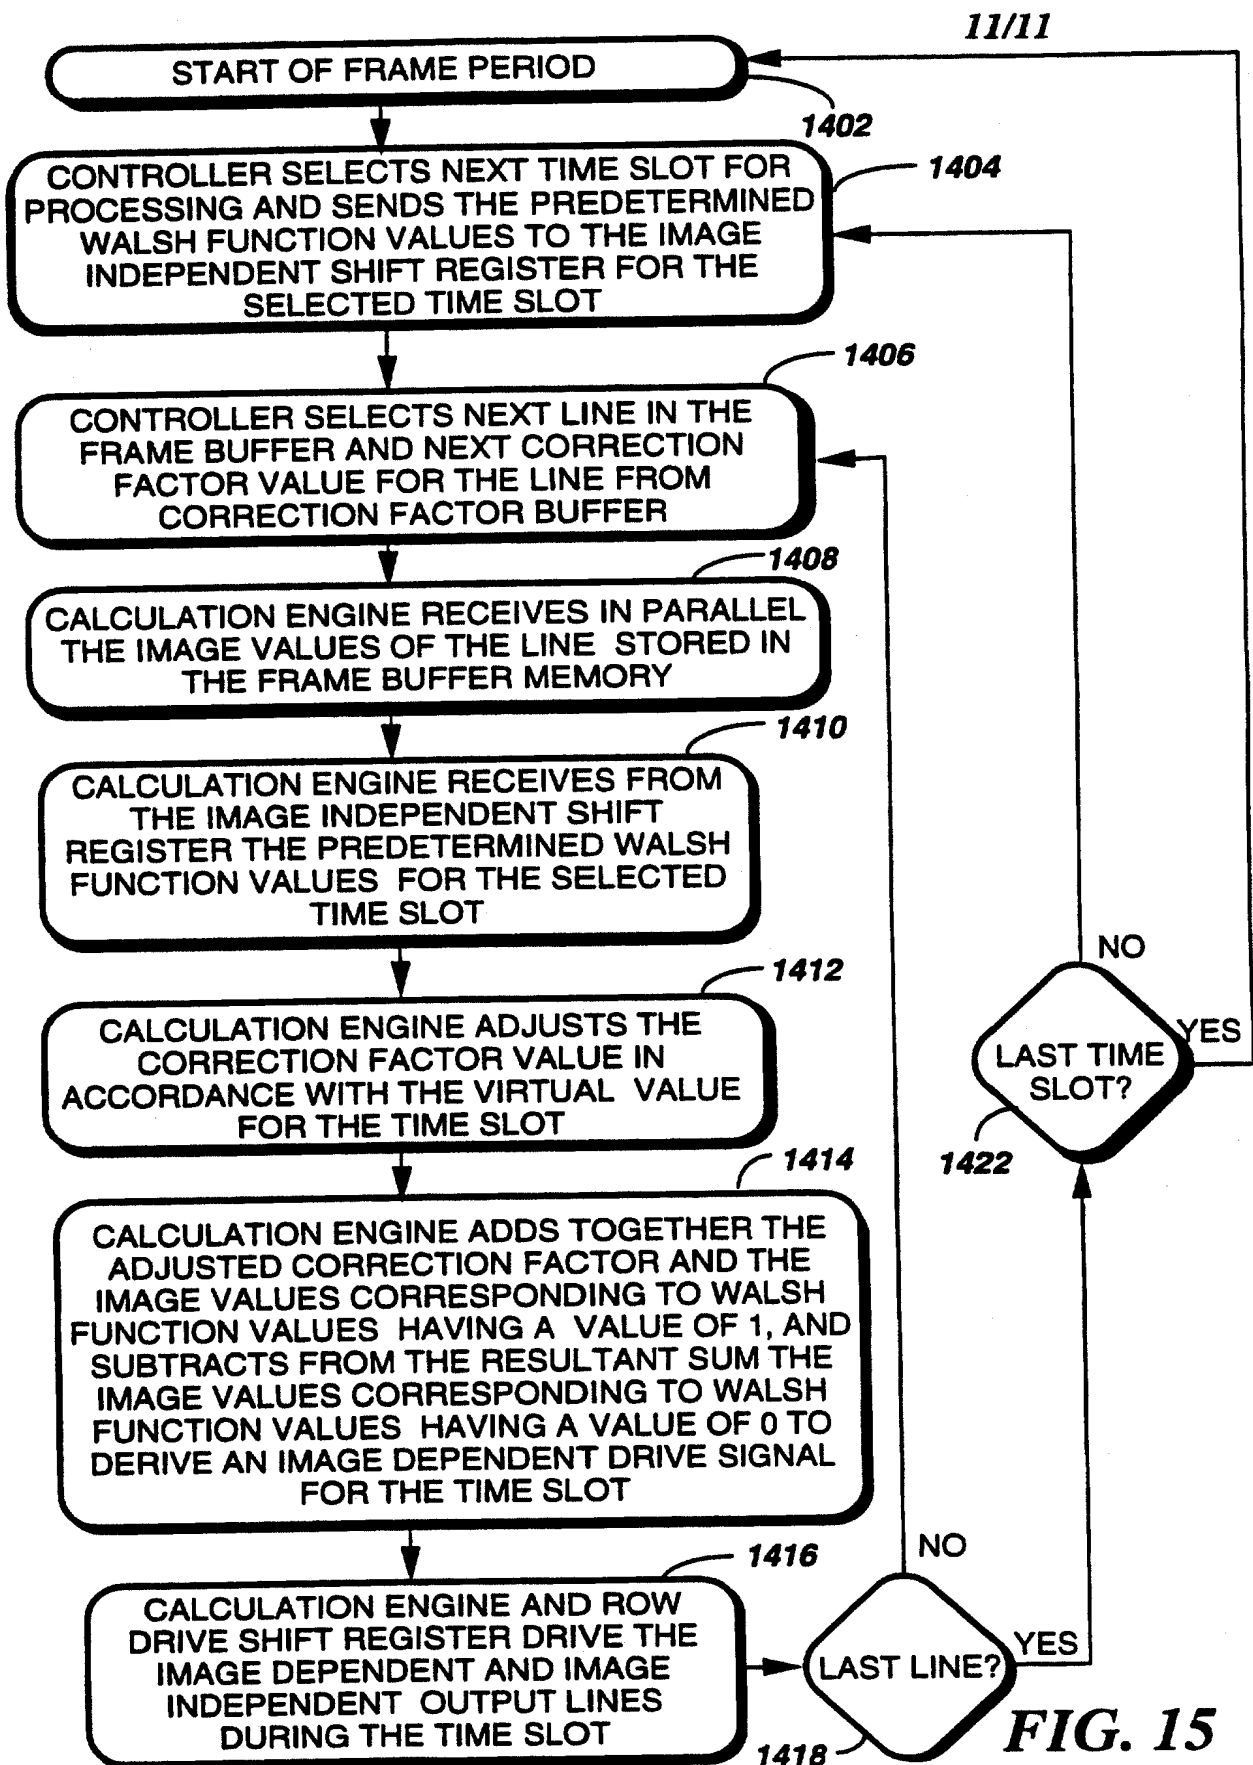 11/11
START OF FRAME PERIOD
1402
CONTROLLER SELECTS NEXT TIME SLOT FOR
PROCESSING AND SENDS THE PREDETERMINED
WALSH FUNCTION VALUES TO THE IMAGE
INDEPENDENT SHIFT REGISTER FOR THE
SELECTED TIME SLOT
1404
CONTROLLER SELECTS NEXT LINE IN THE
FRAME BUFFER AND NEXT CORRECTION
FACTOR VALUE FOR THE LINE FROM
CORRECTION FACTOR BUFFER
1406
CALCULATION ENGINE RECEIVES IN PARALLEL
THE IMAGE VALUES OF THE LINE STORED IN
THE FRAME BUFFER MEMORY
1408
CALCULATION ENGINE RECEIVES FROM
THE IMAGE INDEPENDENT SHIFT
REGISTER THE PREDETERMINED WALSH
FUNCTION VALUES FOR THE SELECTED
TIME SLOT
1410
CALCULATION ENGINE ADJUSTS THE
CORRECTION FACTOR VALUE IN
ACCORDANCE WITH THE VIRTUAL VALUE
FOR THE TIME SLOT
1412
CALCULATION ENGINE ADDS TOGETHER THE
ADJUSTED CORRECTION FACTOR AND THE
IMAGE VALUES CORRESPONDING TO WALSH
FUNCTION VALUES HAVING A VALUE OF 1, AND
SUBTRACTS FROM THE RESULTANT SUM THE
IMAGE VALUES CORRESPONDING TO WALSH
FUNCTION VALUES HAVING A VALUE OF 0 TO
DERIVE AN IMAGE DEPENDENT DRIVE SIGNAL
FOR THE TIME SLOT
1414
CALCULATION ENGINE AND ROW
DRIVE SHIFT REGISTER DRIVE THE
IMAGE DEPENDENT AND IMAGE
INDEPENDENT OUTPUT LINES
DURING THE TIME SLOT
1416
LAST LINE?
NO
YES
1418
LAST TIME
SLOT?
NO
YES
1422
FIG. 15